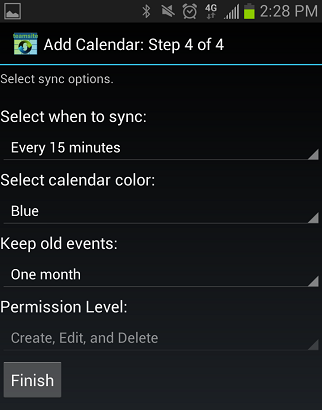 4G
2:28 PM
teamsite
Add Calendar: Step 4 of 4
Select sync options.
Select when to sync:
Every 15 minutes
Select calendar color:
Blue
Keep old events:
One month
Permission Level:
Create, Edit, and Delete
Finish